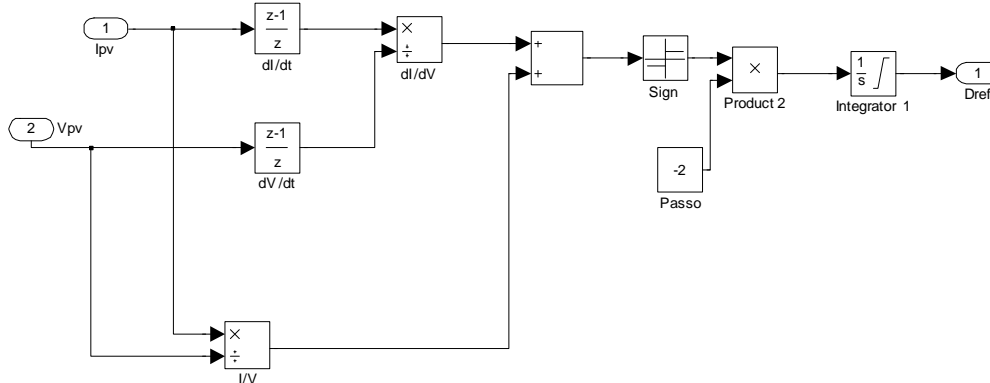 1
Ipv
z-1
z
dI/dt
×
÷
dI/dV
+
+
Sign
×
Product 2
1
s
Integrator 1
1
Dref
2
Vpv
z-1
z
dV/dt
-2
Passo
×
÷
I/V